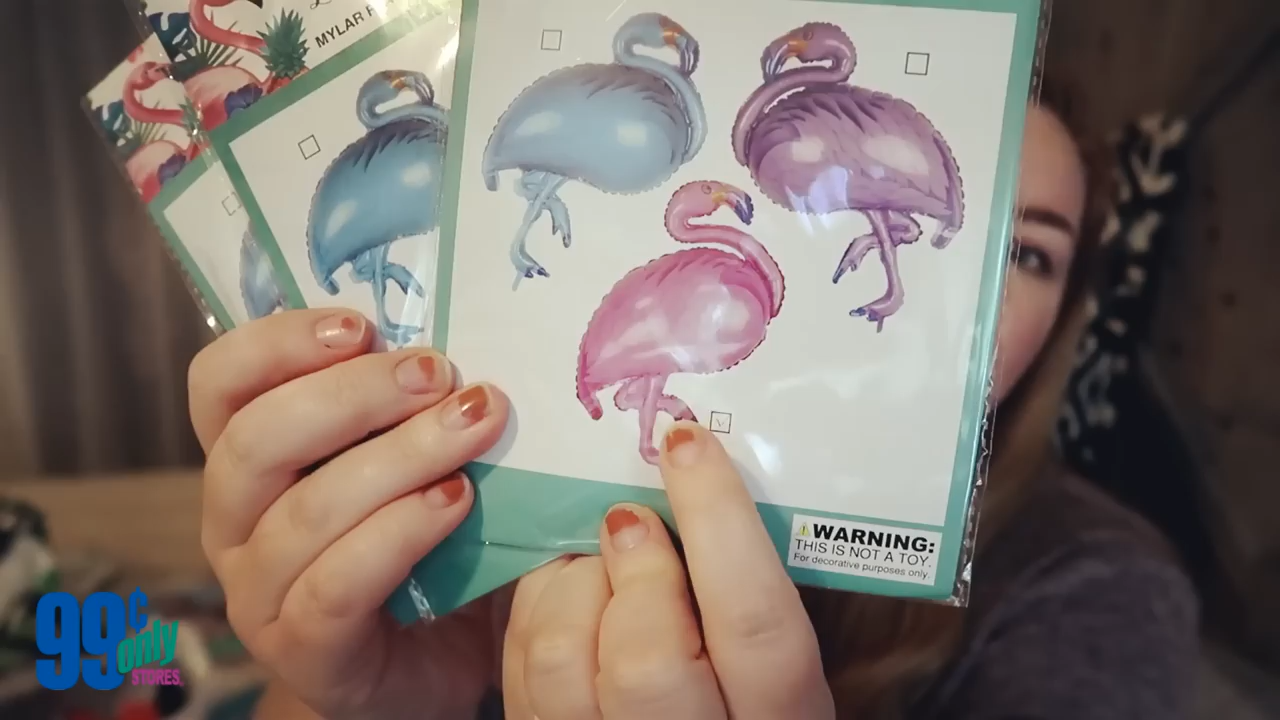 MYLAR
WARNING:
THIS IS NOT A TOY.
For decorative purposes only.
99¢
only
STORES